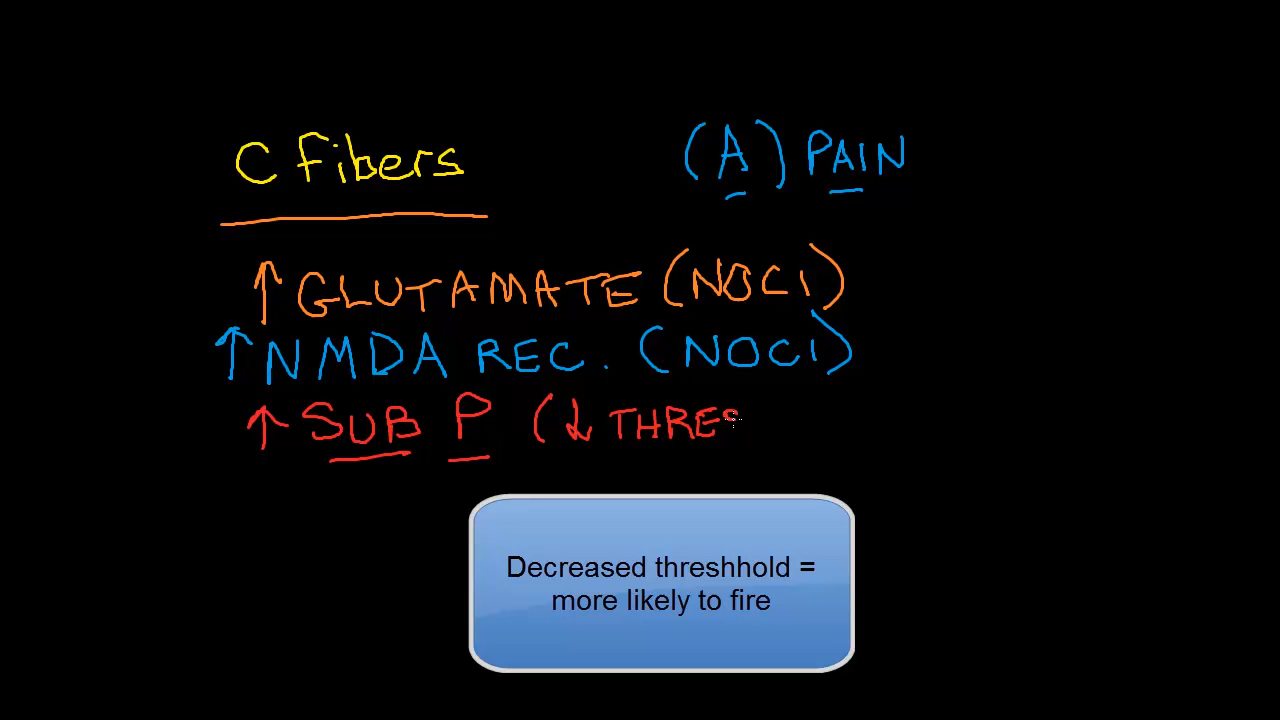 C Fibers (A) PAIN
↑ GLUTAMATE (NOCI)
↑ NMDA REC. (NOCI)
↑ SUB P (↓ THRES
Decreased threshhold =
more likely to fire